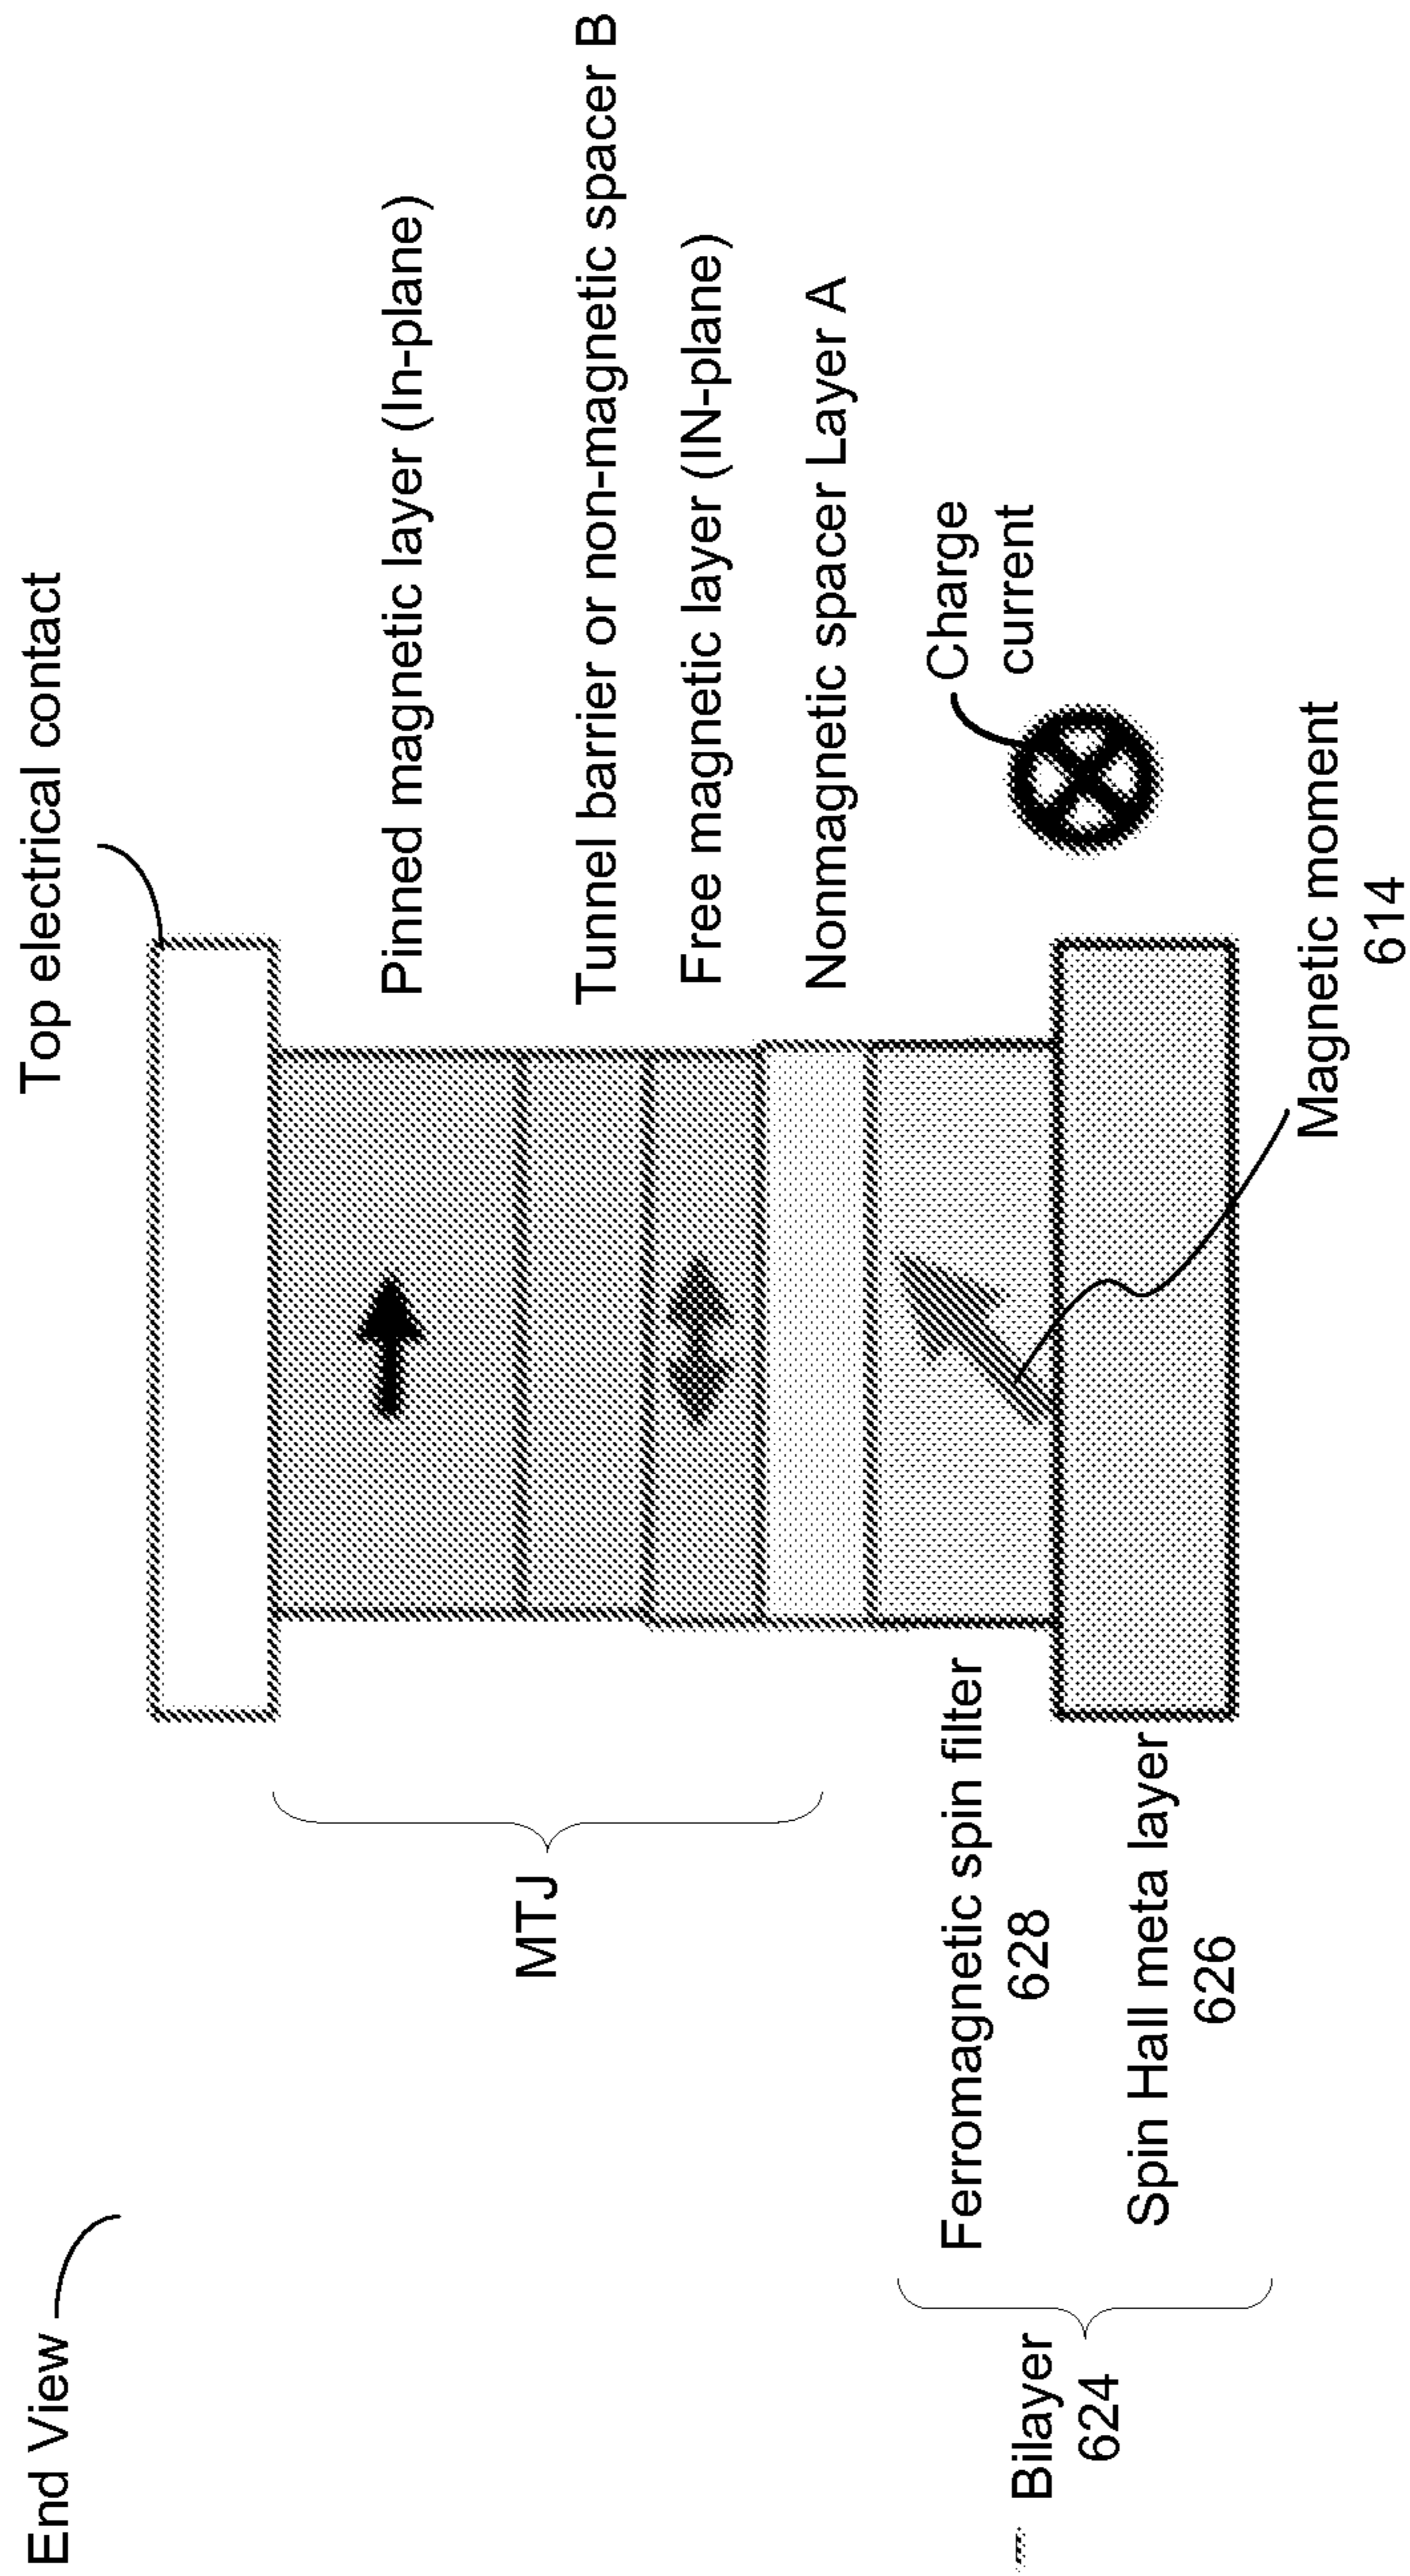 End View
Top electrical contact
Pinned magnetic layer (In-plane)
MTJ
Tunnel barrier or non-magnetic spacer B
Free magnetic layer (IN-plane)
Nonmagnetic spacer Layer A
Ferromagnetic spin filter
628
Charge
current
Bilayer
624
Spin Hall meta layer
626
Magnetic moment
614